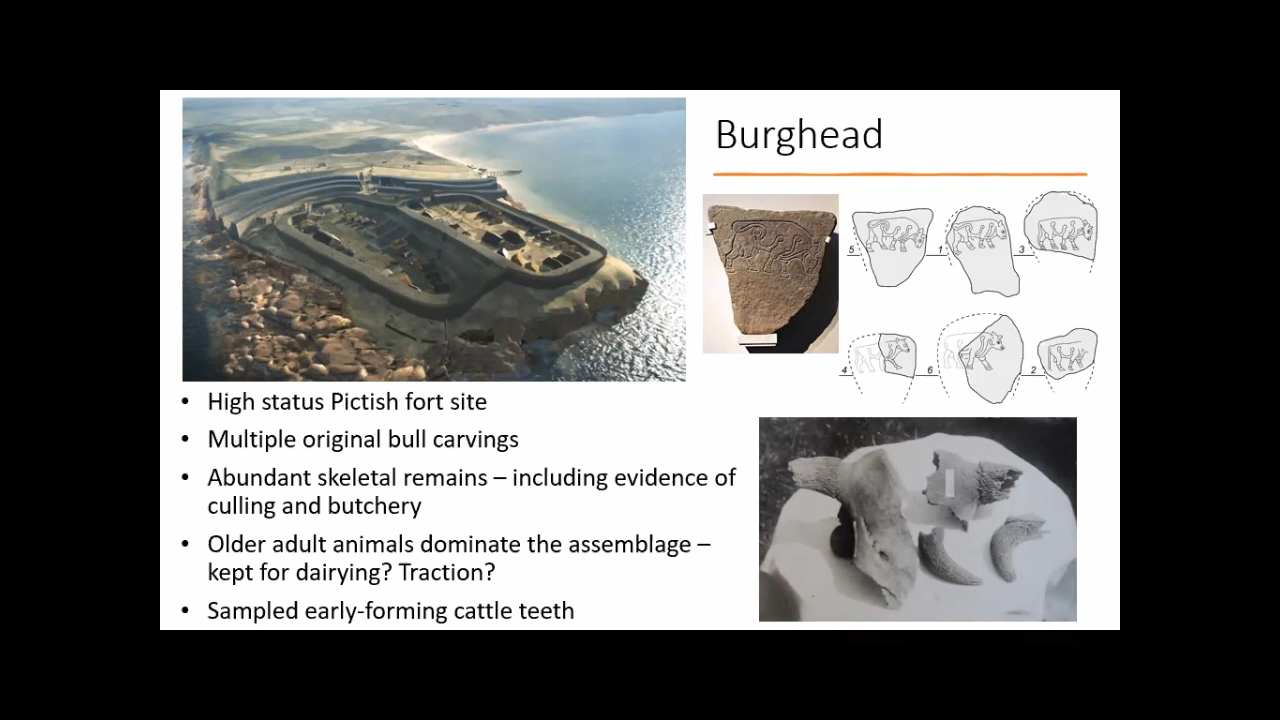 Burghead
5
1
3
4
6
2
• High status Pictish fort site
• Multiple original bull carvings
• Abundant skeletal remains – including evidence of
culling and butchery
• Older adult animals dominate the assemblage –
kept for dairying? Traction?
• Sampled early-forming cattle teeth